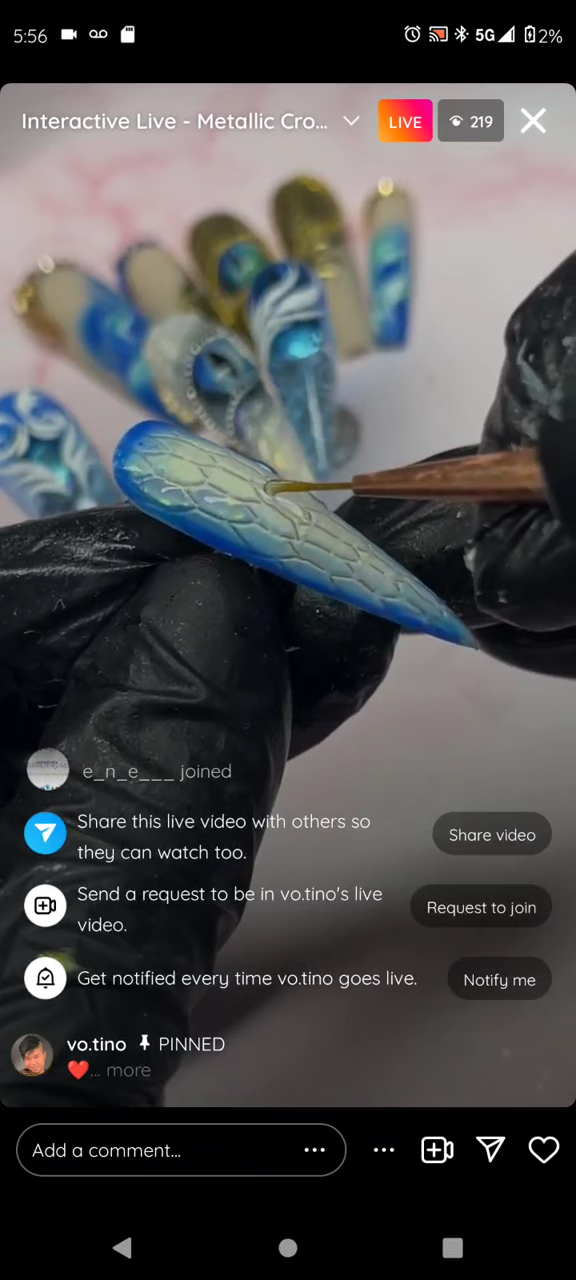 5:56
5G 2%
Interactive Live - Metallic Cro...
LIVE
219
e_n_e___ joined
Share this live video with others so
they can watch too.
Share video
Send a request to be in vo.tino's live
video.
Request to join
Get notified every time vo.tino goes live.
Notify me
vo.tino PINNED
❤️... more
Add a comment...